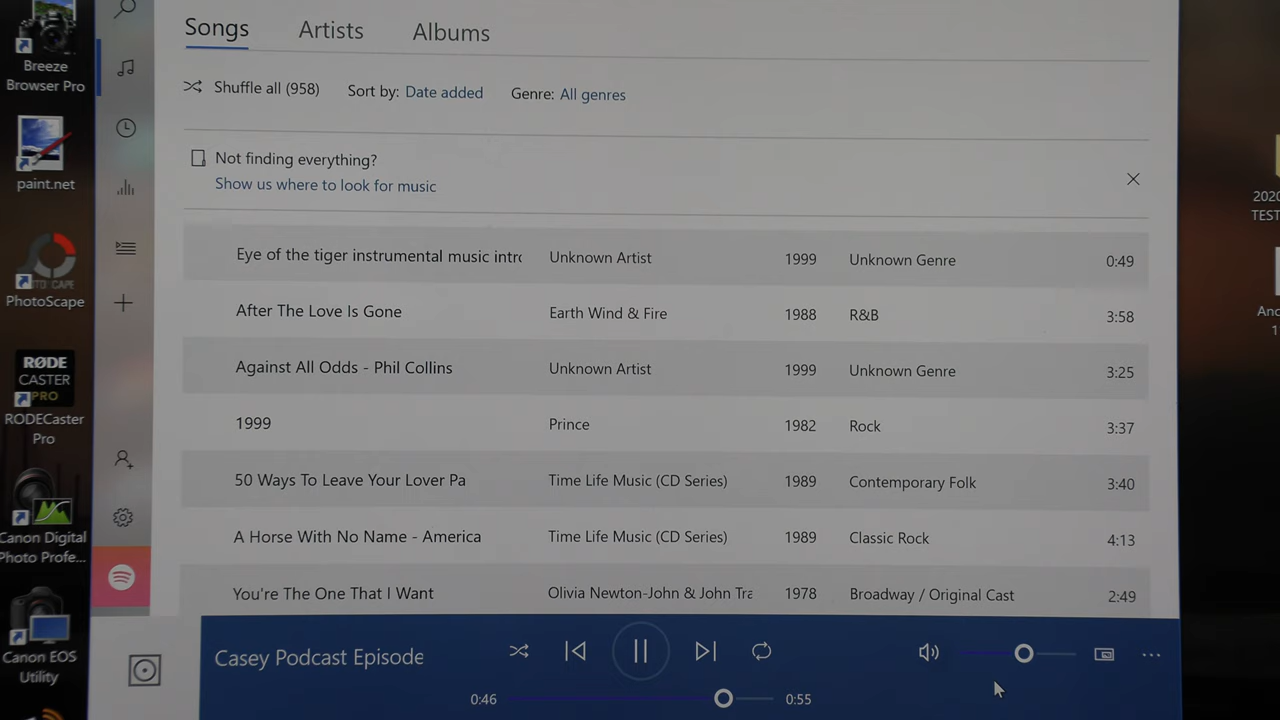 Breeze
Browser Pro
paint.net
PhotoScape
RØDE
CASTER
PRO
RODECaster
Pro
Canon Digital
Photo Profe...
Canon EOS
Utility
Songs Artists Albums
Shuffle all (958) Sort by: Date added Genre: All genres
Not finding everything?
Show us where to look for music
Eye of the tiger instrumental music intro Unknown Artist 1999 Unknown Genre 0:49
After The Love Is Gone Earth Wind & Fire 1988 R&B 3:58
Against All Odds - Phil Collins Unknown Artist 1999 Unknown Genre 3:25
1999 Prince 1982 Rock 3:37
50 Ways To Leave Your Lover Pa Time Life Music (CD Series) 1989 Contemporary Folk 3:40
A Horse With No Name - America Time Life Music (CD Series) 1989 Classic Rock 4:13
You're The One That I Want Olivia Newton-John & John Tra 1978 Broadway / Original Cast 2:49
Casey Podcast Episode
0:46 0:55
2020
TEST